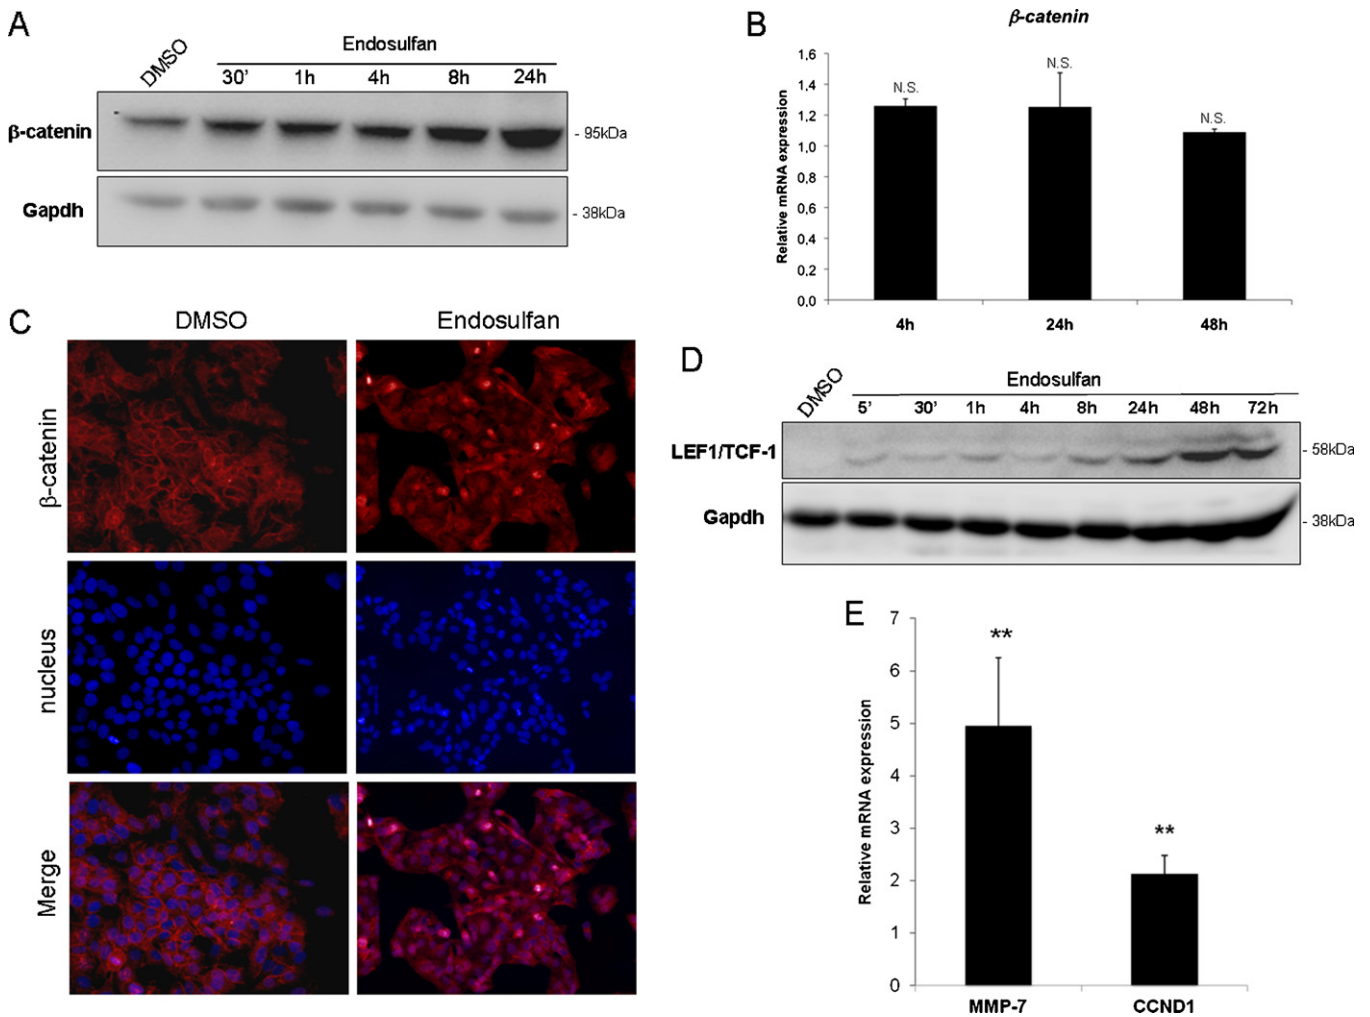 A
DMSO
Endosulfan
30' 1h 4h 8h 24h
β-catenin
- 95kDa
Gapdh
- 38kDa
B
β-catenin
Relative mRNA expression
1,6
1,4
1,2
1,0
0,8
0,6
0,4
0,2
0,0
N.S. N.S. N.S.
4h 24h 48h
C
DMSO Endosulfan
β-catenin
nucleus
Merge
D
DMSO
Endosulfan
5' 30' 1h 4h 8h 24h 48h 72h
LEF1/TCF-1
- 58kDa
Gapdh
- 38kDa
E
Relative mRNA expression
7
6
5
4
3
2
1
0
** **
MMP-7 CCND1